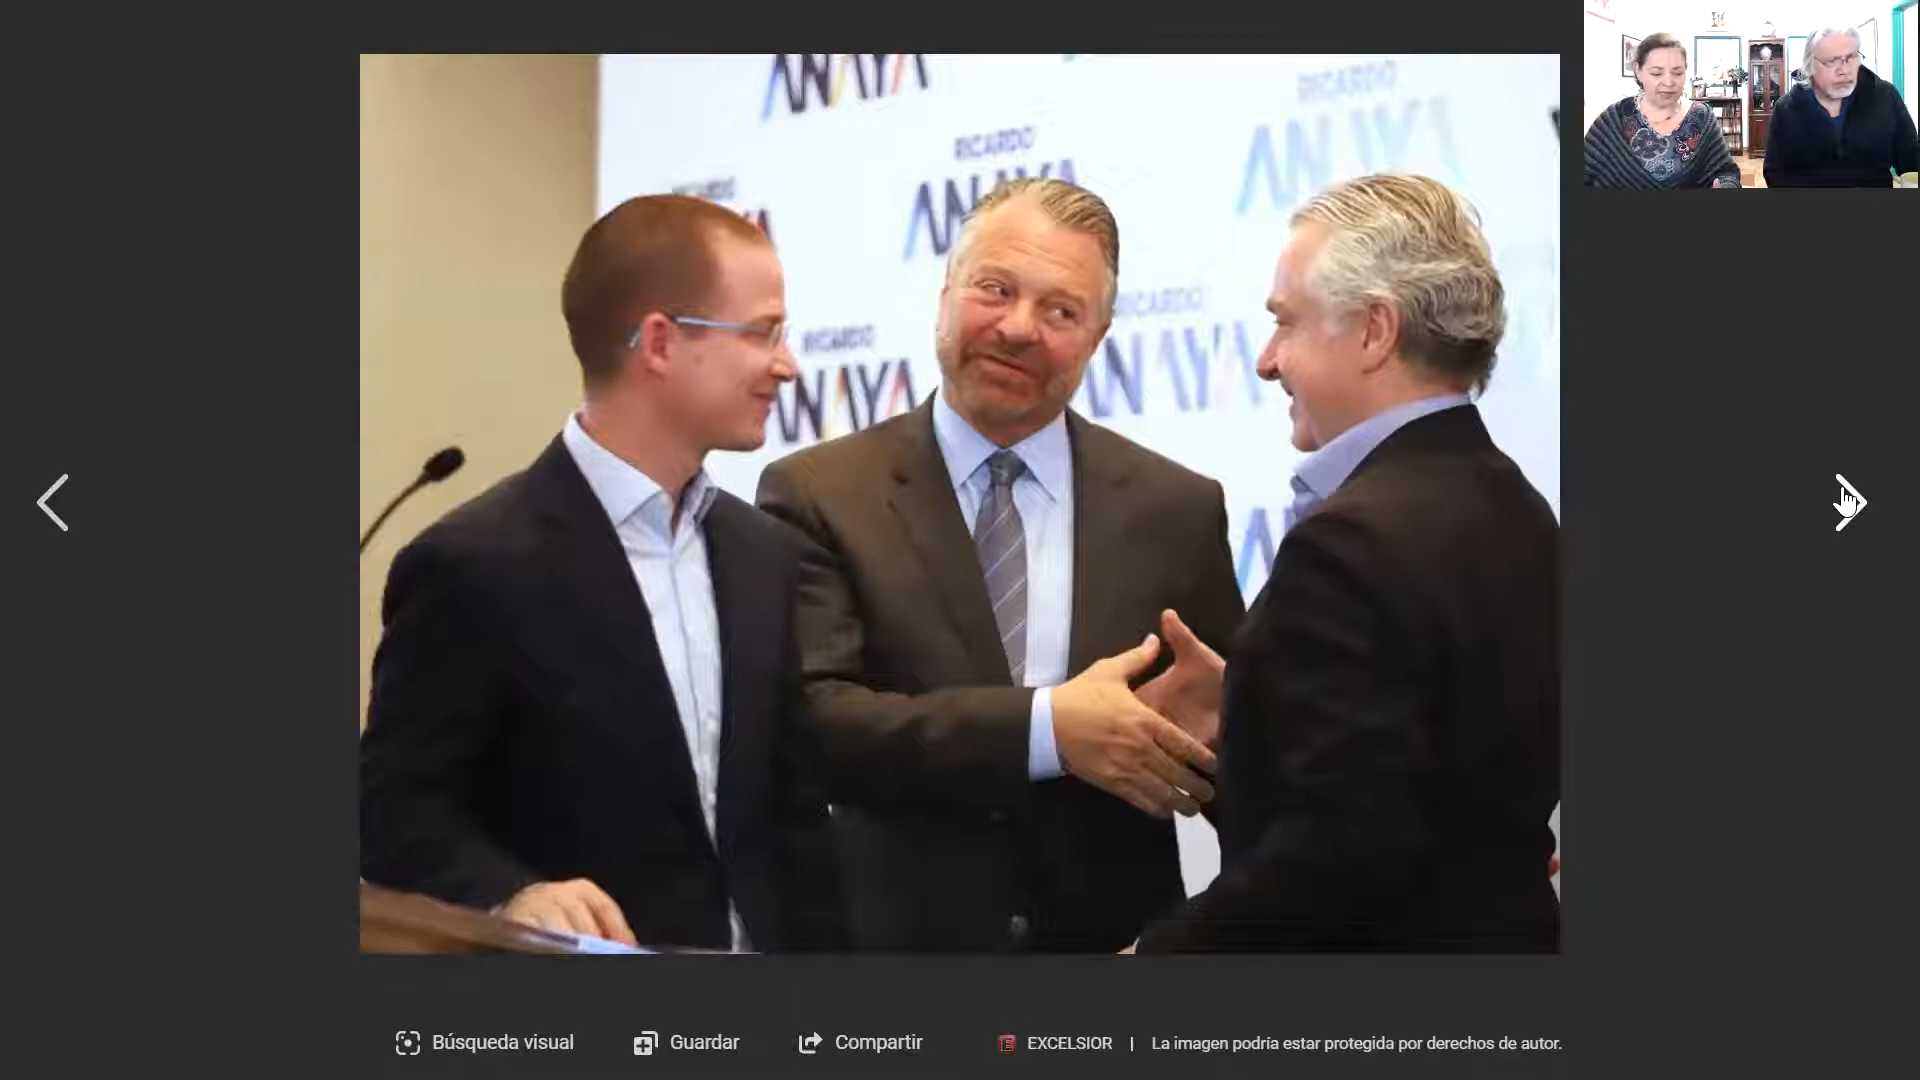 ANAYA
RICARDO
RICARDO
ANAYA
ANAYA
RICARDO
RICARDO
RICARDO
ANAYA
ANAYA
Búsqueda visual
Guardar
Compartir
EXCELSIOR | La imagen podría estar protegida por derechos de autor.